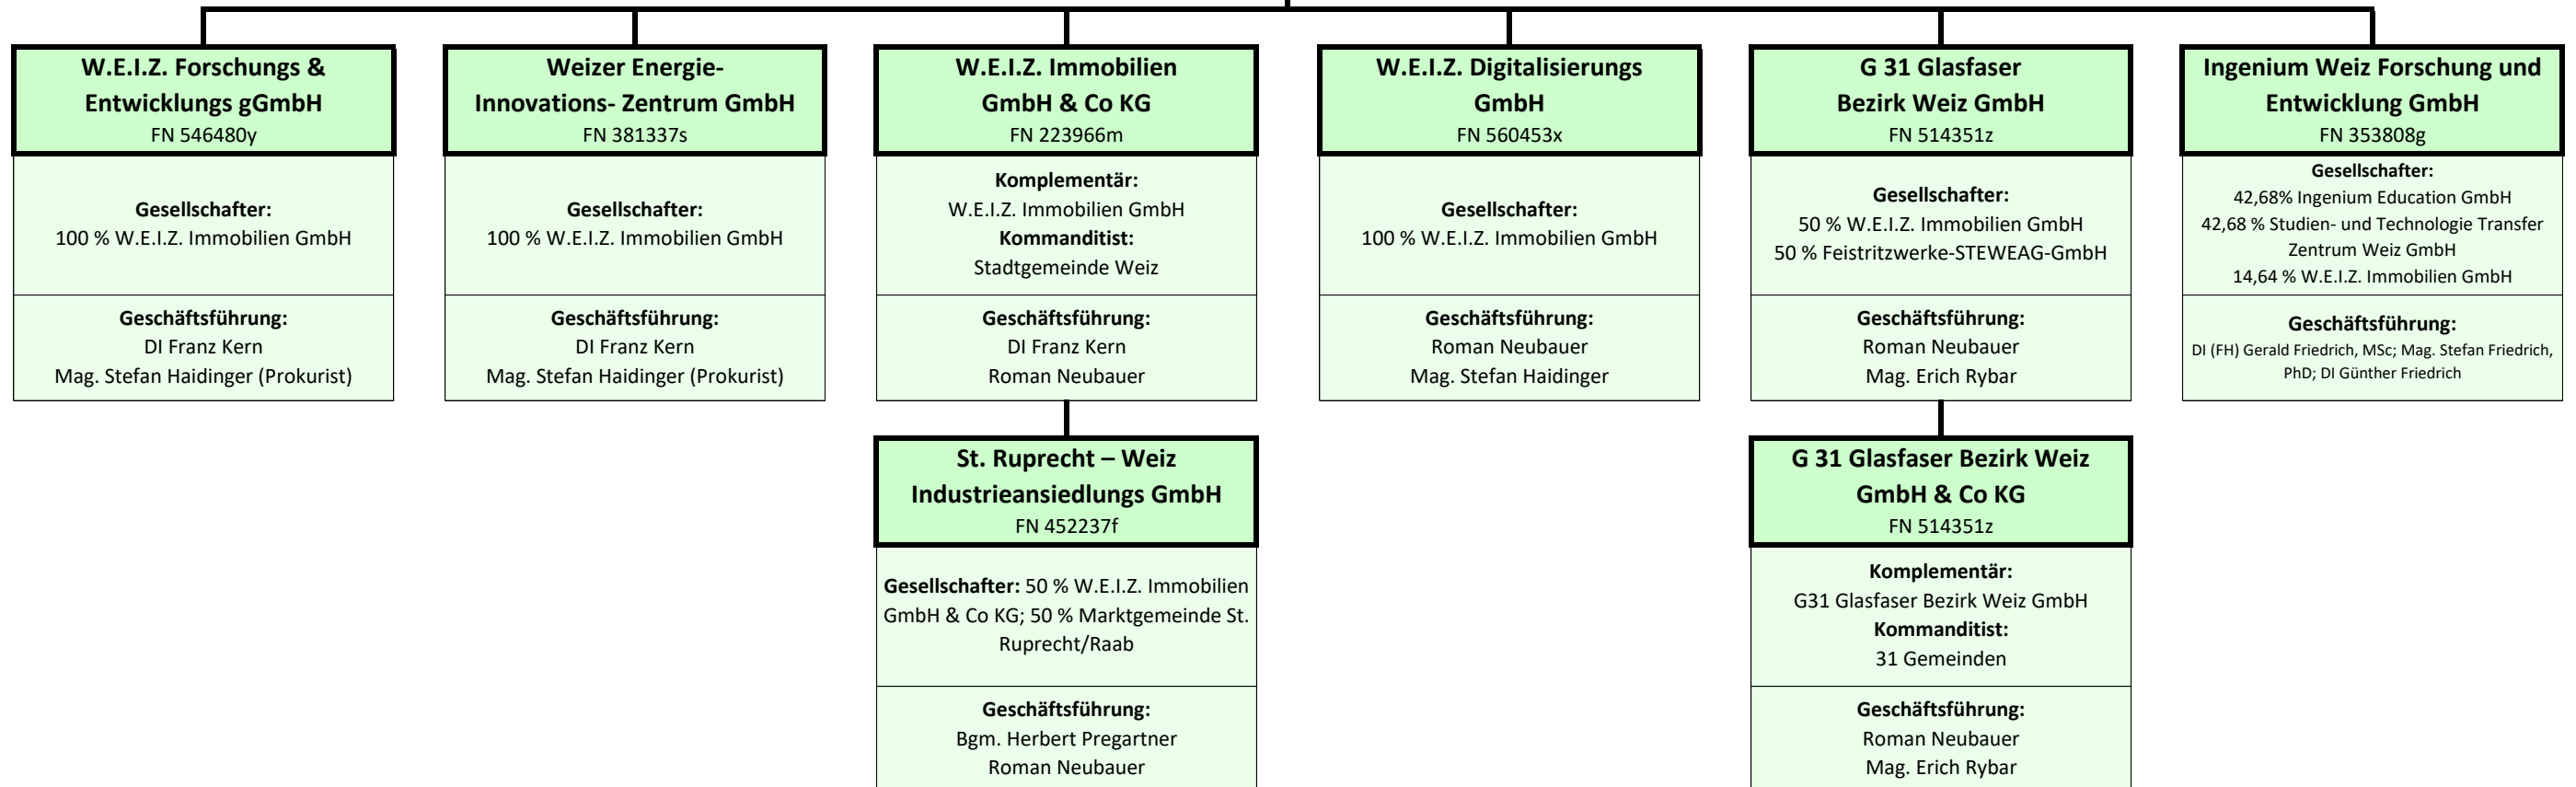 W.E.I.Z. Forschungs &
Entwicklungs gGmbH
FN 546480y
Gesellschafter:
100 % W.E.I.Z. Immobilien GmbH
Geschäftsführung:
DI Franz Kern
Mag. Stefan Haidinger (Prokurist)
Weizer Energie-
Innovations- Zentrum GmbH
FN 381337s
Gesellschafter:
100 % W.E.I.Z. Immobilien GmbH
Geschäftsführung:
DI Franz Kern
Mag. Stefan Haidinger (Prokurist)
W.E.I.Z. Immobilien
GmbH & Co KG
FN 223966m
Komplementär:
W.E.I.Z. Immobilien GmbH
Kommanditist:
Stadtgemeinde Weiz
Geschäftsführung:
DI Franz Kern
Roman Neubauer
W.E.I.Z. Digitalisierungs
GmbH
FN 560453x
Gesellschafter:
100 % W.E.I.Z. Immobilien GmbH
Geschäftsführung:
Roman Neubauer
Mag. Stefan Haidinger
G 31 Glasfaser
Bezirk Weiz GmbH
FN 514351z
Gesellschafter:
50 % W.E.I.Z. Immobilien GmbH
50 % Feistritzwerke-STEWEAG-GmbH
Geschäftsführung:
Roman Neubauer
Mag. Erich Rybar
Ingenium Weiz Forschung und
Entwicklung GmbH
FN 353808g
Gesellschafter:
42,68% Ingenium Education GmbH
42,68 % Studien- und Technologie Transfer
Zentrum Weiz GmbH
14,64 % W.E.I.Z. Immobilien GmbH
Geschäftsführung:
DI (FH) Gerald Friedrich, MSc; Mag. Stefan Friedrich,
PhD; DI Günther Friedrich
St. Ruprecht – Weiz
Industrieansiedlungs GmbH
FN 452237f
Gesellschafter: 50 % W.E.I.Z. Immobilien
GmbH & Co KG; 50 % Marktgemeinde St.
Ruprecht/Raab
Geschäftsführung:
Bgm. Herbert Pregartner
Roman Neubauer
G 31 Glasfaser Bezirk Weiz
GmbH & Co KG
FN 514351z
Komplementär:
G31 Glasfaser Bezirk Weiz GmbH
Kommanditist:
31 Gemeinden
Geschäftsführung:
Roman Neubauer
Mag. Erich Rybar